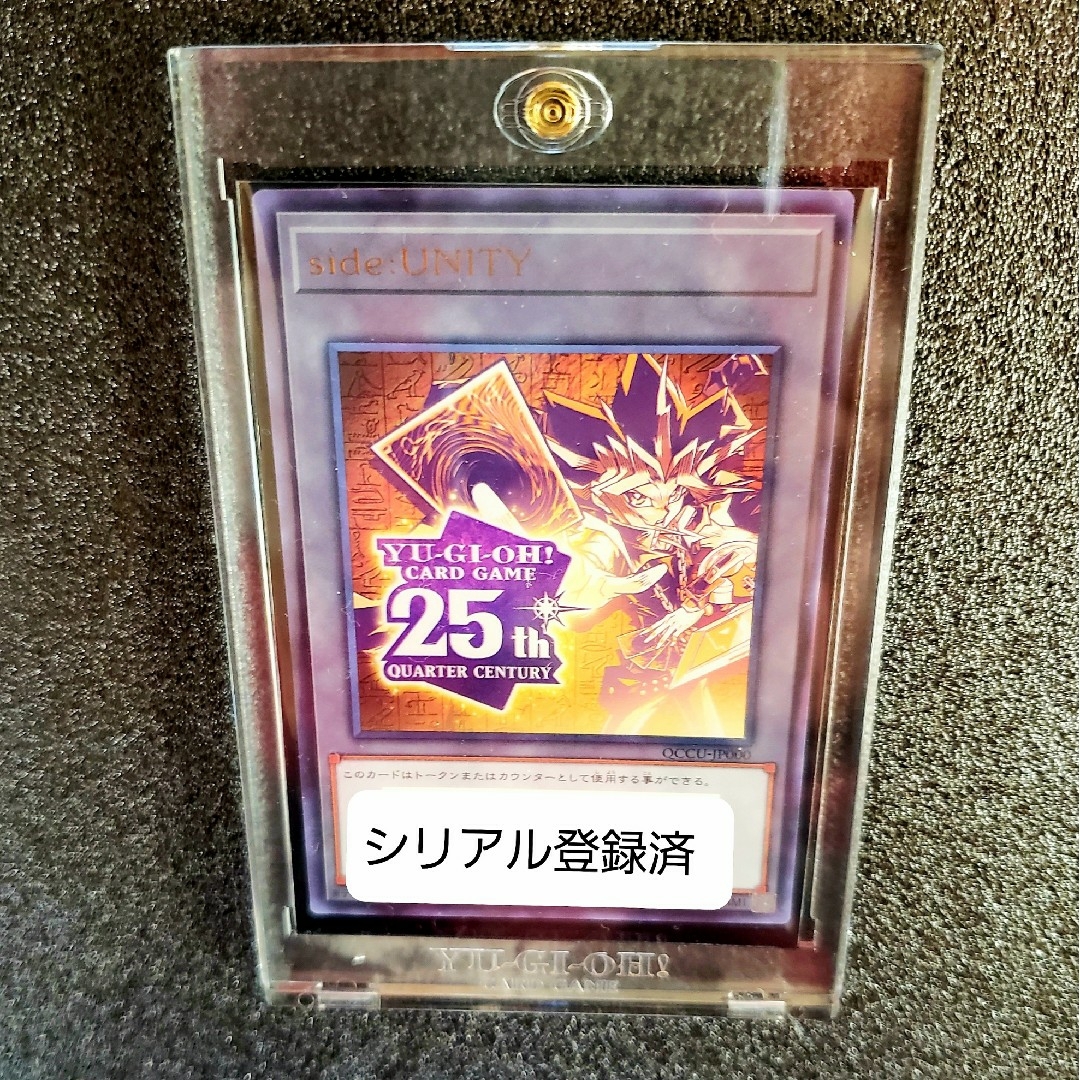 side:UNITY
YU-GI-OH!
CARD GAME
25th
QUARTER CENTURY
QCCU-JP000
このカードはトークンまたはカウンターとして使用する事ができる。
シリアル登録済
YU-GI-OH!
CARD GAME